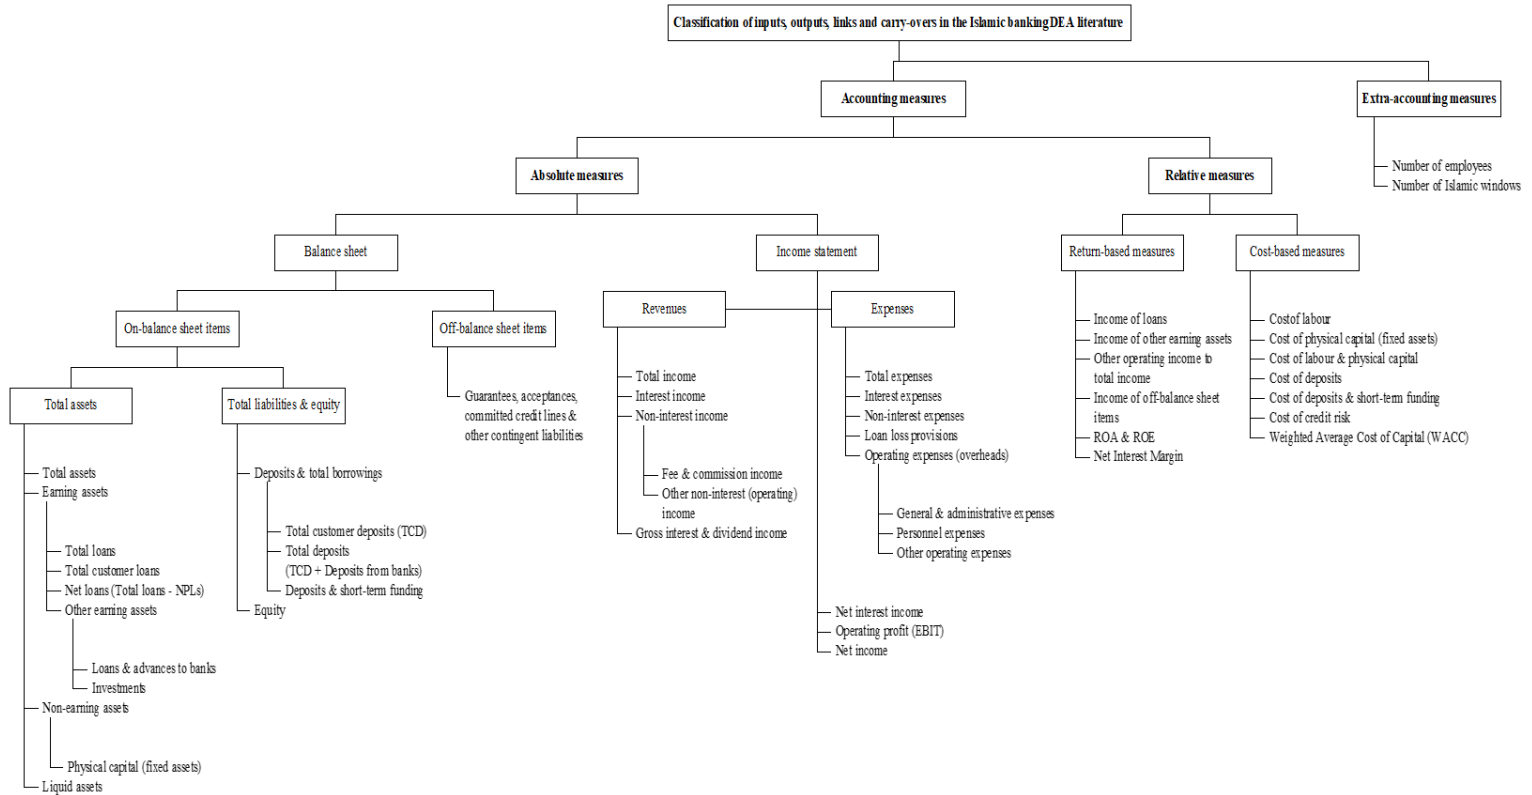 Classification of inputs, outputs, links and carry-overs in the Islamic banking DEA literature
Accounting measures
Extra-accounting measures
Number of employees
Number of Islamic windows
Absolute measures
Relative measures
Balance sheet
Income statement
Return-based measures
Cost-based measures
On-balance sheet items
Off-balance sheet items
Revenues
Expenses
Total assets
Total liabilities & equity
Guarantees, acceptances,
committed credit lines &
other contingent liabilities
Total assets
Earning assets
Total loans
Total customer loans
Net loans (Total loans - NPLs)
Other earning assets
Loans & advances to banks
Investments
Non-earning assets
Physical capital (fixed assets)
Liquid assets
Deposits & total borrowings
Total customer deposits (TCD)
Total deposits
(TCD + Deposits from banks)
Deposits & short-term funding
Equity
Total income
Interest income
Non-interest income
Fee & commission income
Other non-interest (operating)
income
Gross interest & dividend income
Total expenses
Interest expenses
Non-interest expenses
Loan loss provisions
Operating expenses (overheads)
General & administrative expenses
Personnel expenses
Other operating expenses
Net interest income
Operating profit (EBIT)
Net income
Income of loans
Income of other earning assets
Other operating income to
total income
Income of off-balance sheet
items
ROA & ROE
Net Interest Margin
Costof labour
Cost of physical capital (fixed assets)
Cost of labour & physical capital
Cost of deposits
Cost of deposits & short-term funding
Cost of credit risk
Weighted Average Cost of Capital (WACC)